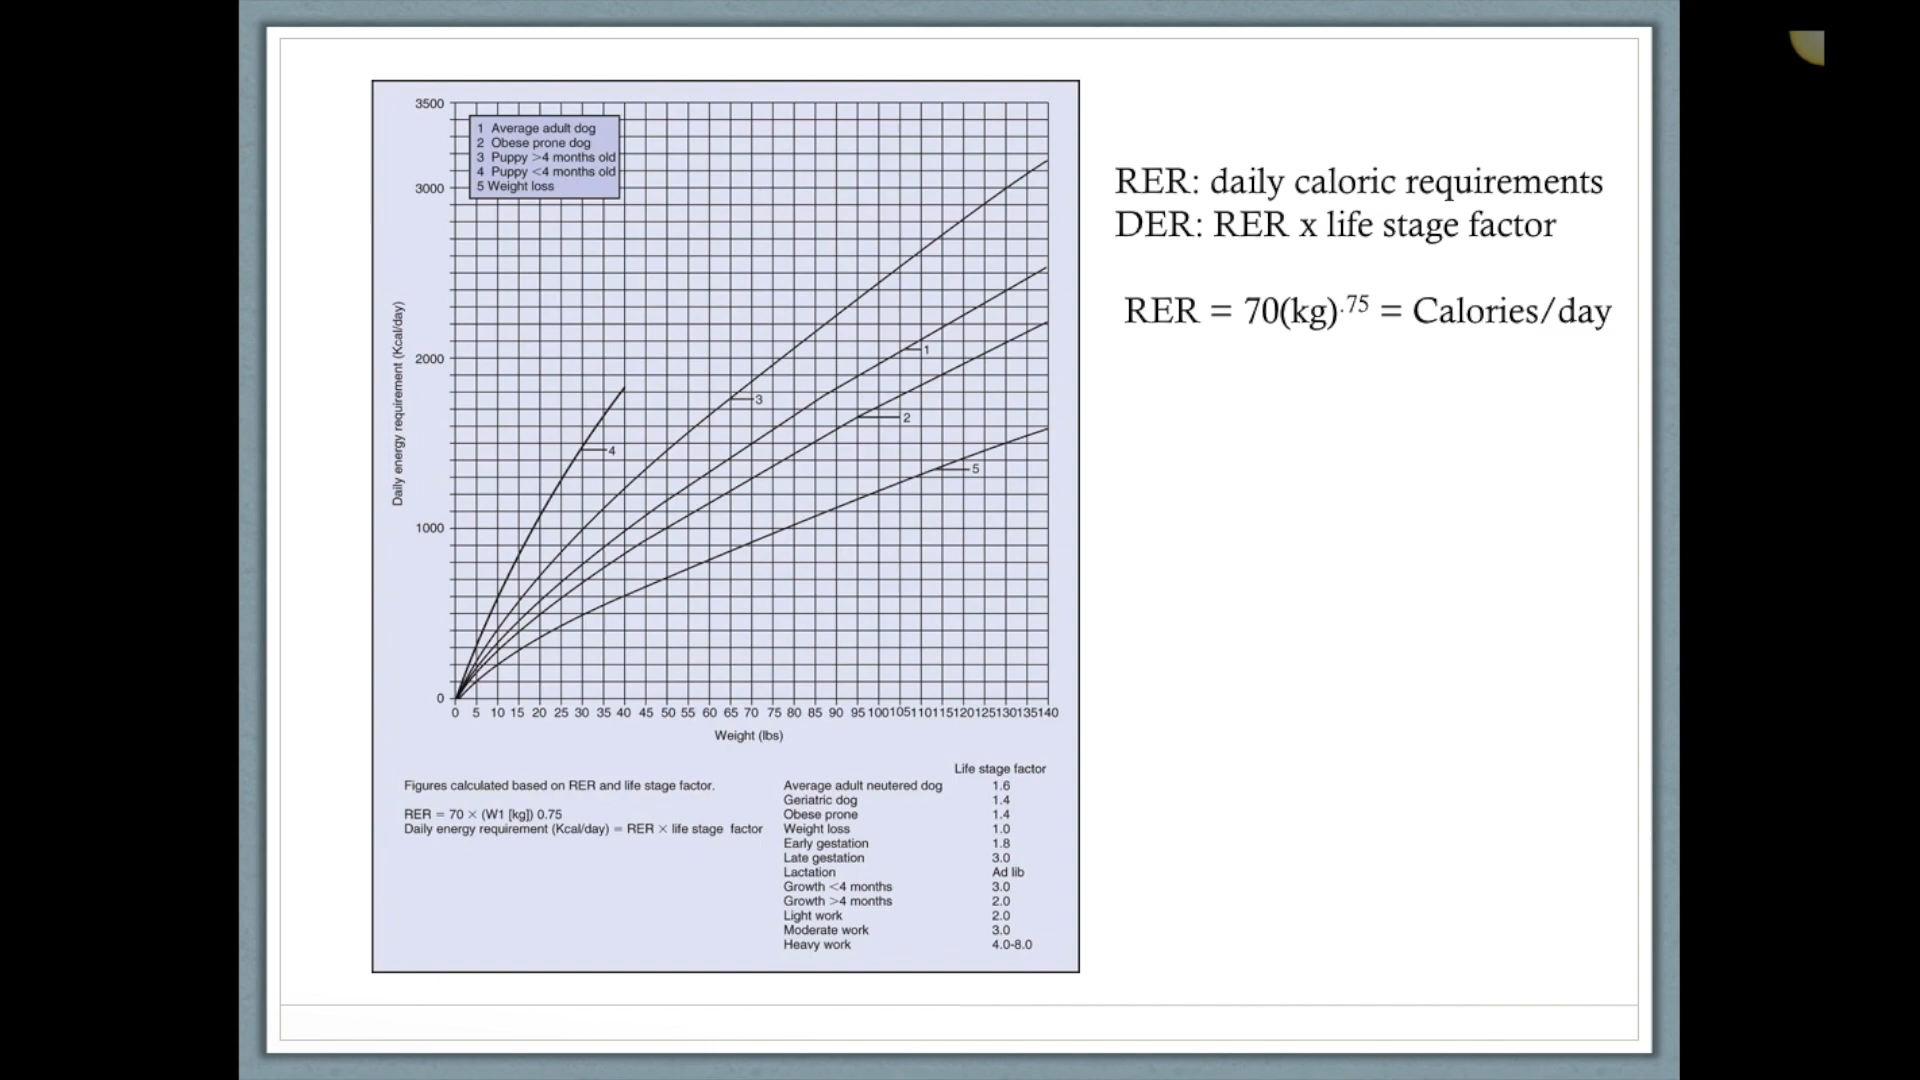 3500
3000
2000
1000
0
Daily energy requirement (Kcal/day)
1 Average adult dog
2 Obese prone dog
3 Puppy >4 months old
4 Puppy <4 months old
5 Weight loss
4
3
1
2
5
0 5 10 15 20 25 30 35 40 45 50 55 60 65 70 75 80 85 90 95 100 105 110 115 120 125 130 135 140
Weight (lbs)
Figures calculated based on RER and life stage factor.
RER = 70 × (W1 [kg]) 0.75
Daily energy requirement (Kcal/day) = RER × life stage factor
Life stage factor
Average adult neutered dog 1.6
Geriatric dog 1.4
Obese prone 1.4
Weight loss 1.0
Early gestation 1.8
Late gestation 3.0
Lactation Ad lib
Growth <4 months 3.0
Growth >4 months 2.0
Light work 2.0
Moderate work 3.0
Heavy work 4.0-8.0
RER: daily caloric requirements
DER: RER x life stage factor
RER = 70(kg).75 = Calories/day